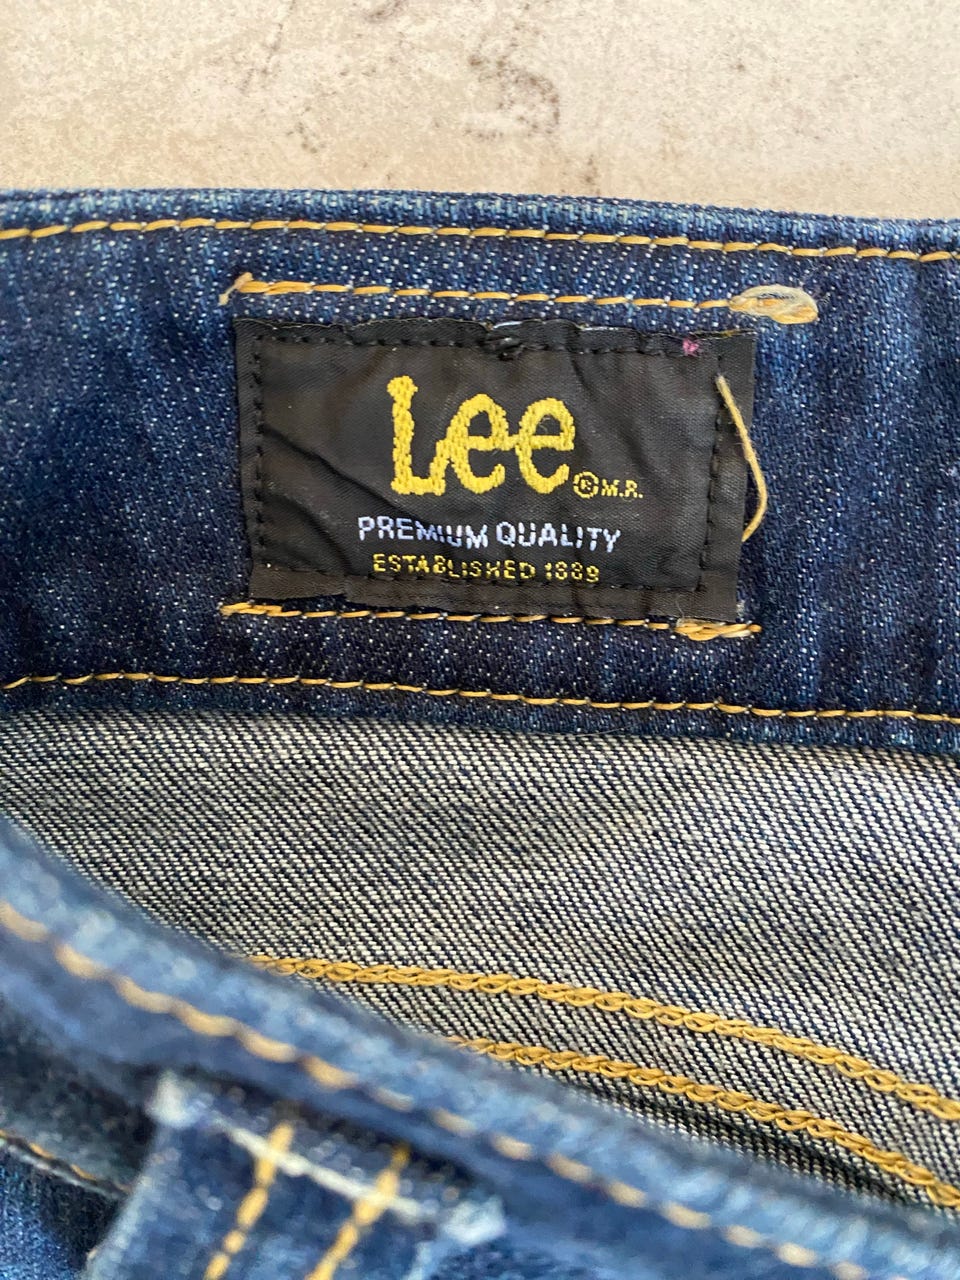 Lee ® M.R.
PREMIUM QUALITY
ESTABLISHED 1889